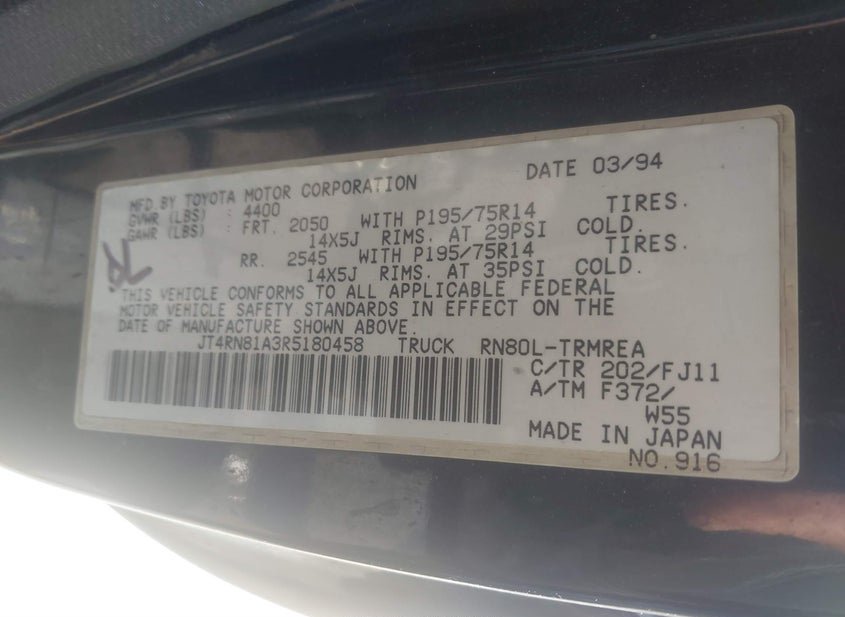 MFD. BY TOYOTA MOTOR CORPORATION DATE 03/94
GVWR (LBS) : 4400
GAWR (LBS) : FRT. 2050 WITH P195/75R14 TIRES.
14X5J RIMS. AT 29PSI COLD.
RR. 2545 WITH P195/75R14 TIRES.
14X5J RIMS. AT 35PSI COLD.
THIS VEHICLE CONFORMS TO ALL APPLICABLE FEDERAL
MOTOR VEHICLE SAFETY STANDARDS IN EFFECT ON THE
DATE OF MANUFACTURE SHOWN ABOVE.
JT4RN81A3R5180458 TRUCK RN80L-TRMREA
C/TR 202/FJ11
A/TM F372/
W55
MADE IN JAPAN
NO.916